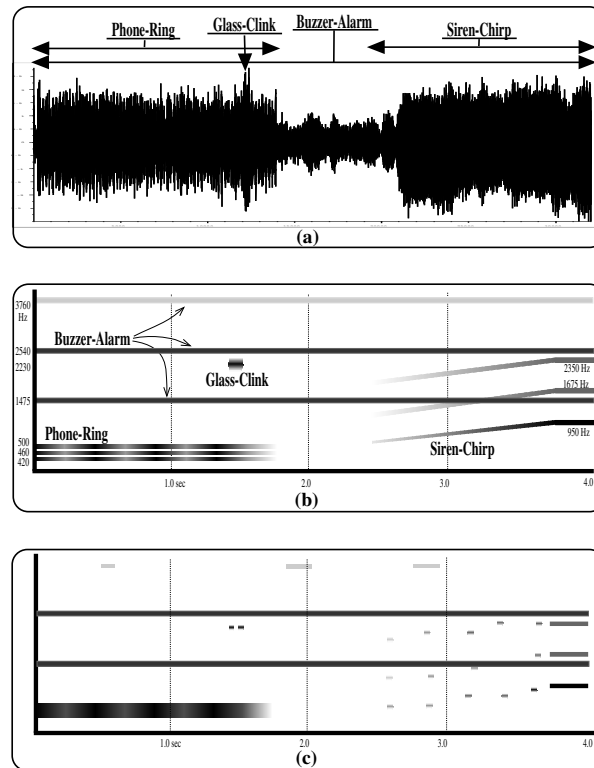 Glass-Clink Buzzer-Alarm
Phone-Ring Siren-Chirp
(a)
3760
Hz
Buzzer-Alarm
2540
2230
Glass-Clink
2350 Hz
1675 Hz
1475
Phone-Ring
500
460
420
Siren-Chirp
950 Hz
1.0 sec 2.0 3.0 4.0
(b)
1.0 sec 2.0 3.0 4.0
(c)